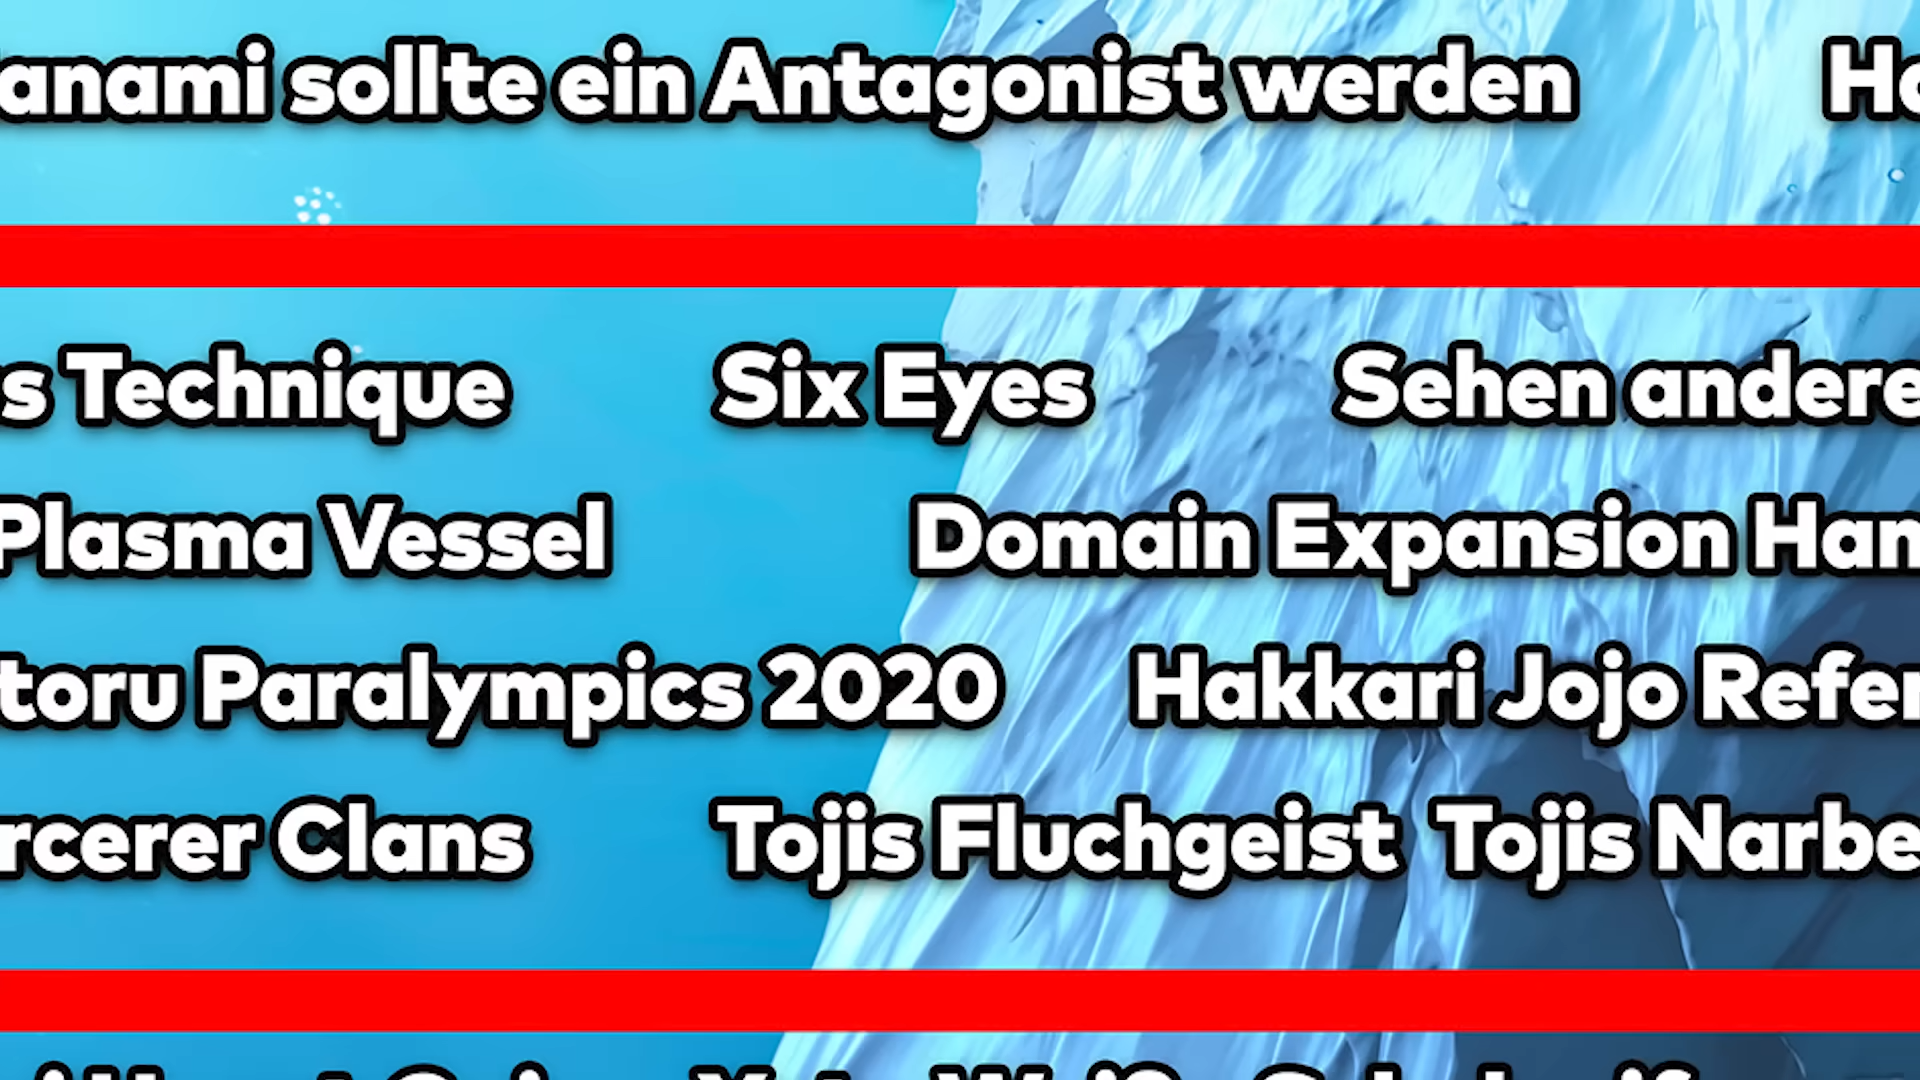 anami sollte ein Antagonist werden
s Technique Six Eyes Sehen andere
Plasma Vessel Domain Expansion Han
toru Paralympics 2020 Hakkari Jojo Refer
rcerer Clans Tojis Fluchgeist Tojis Narbe